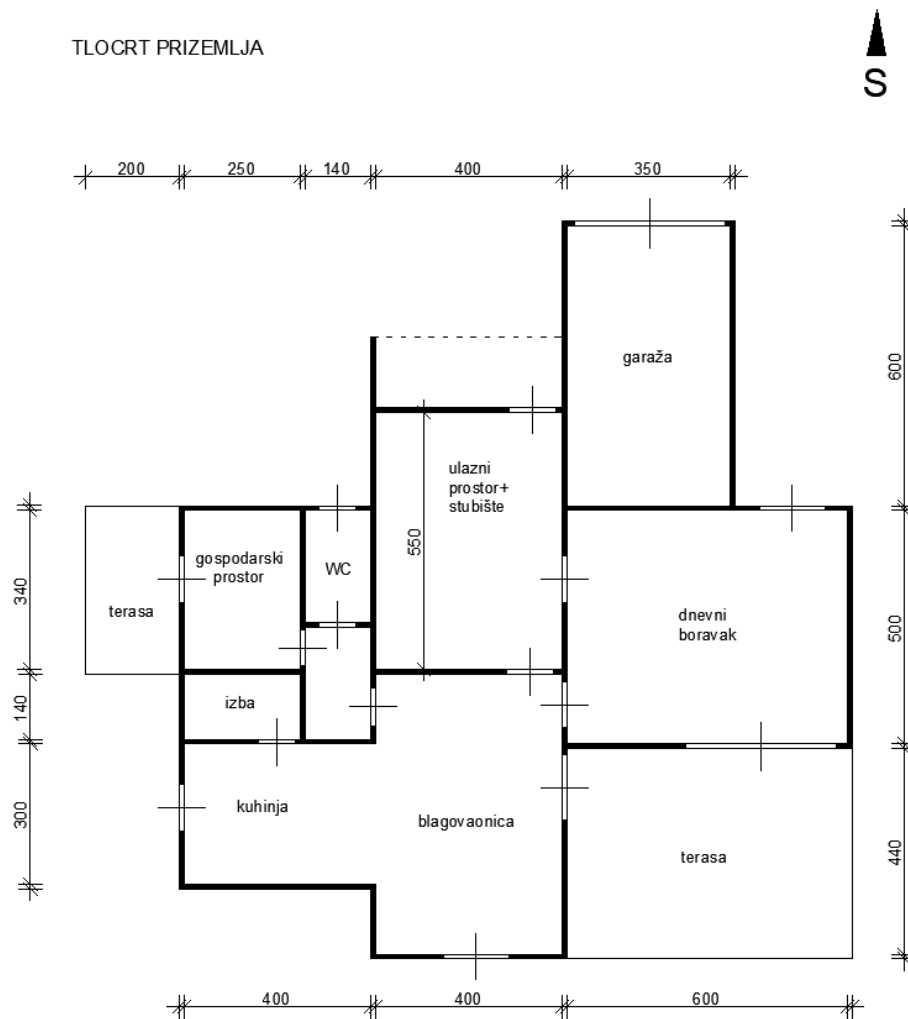 TLOCRT PRIZEMLJA
S
200
250
140
400
350
garaža
600
ulazni
prostor+
stubište
550
gospodarski
prostor
WC
terasa
340
dnevni
boravak
500
izba
140
kuhinja
blagovaonica
300
terasa
440
400
400
600